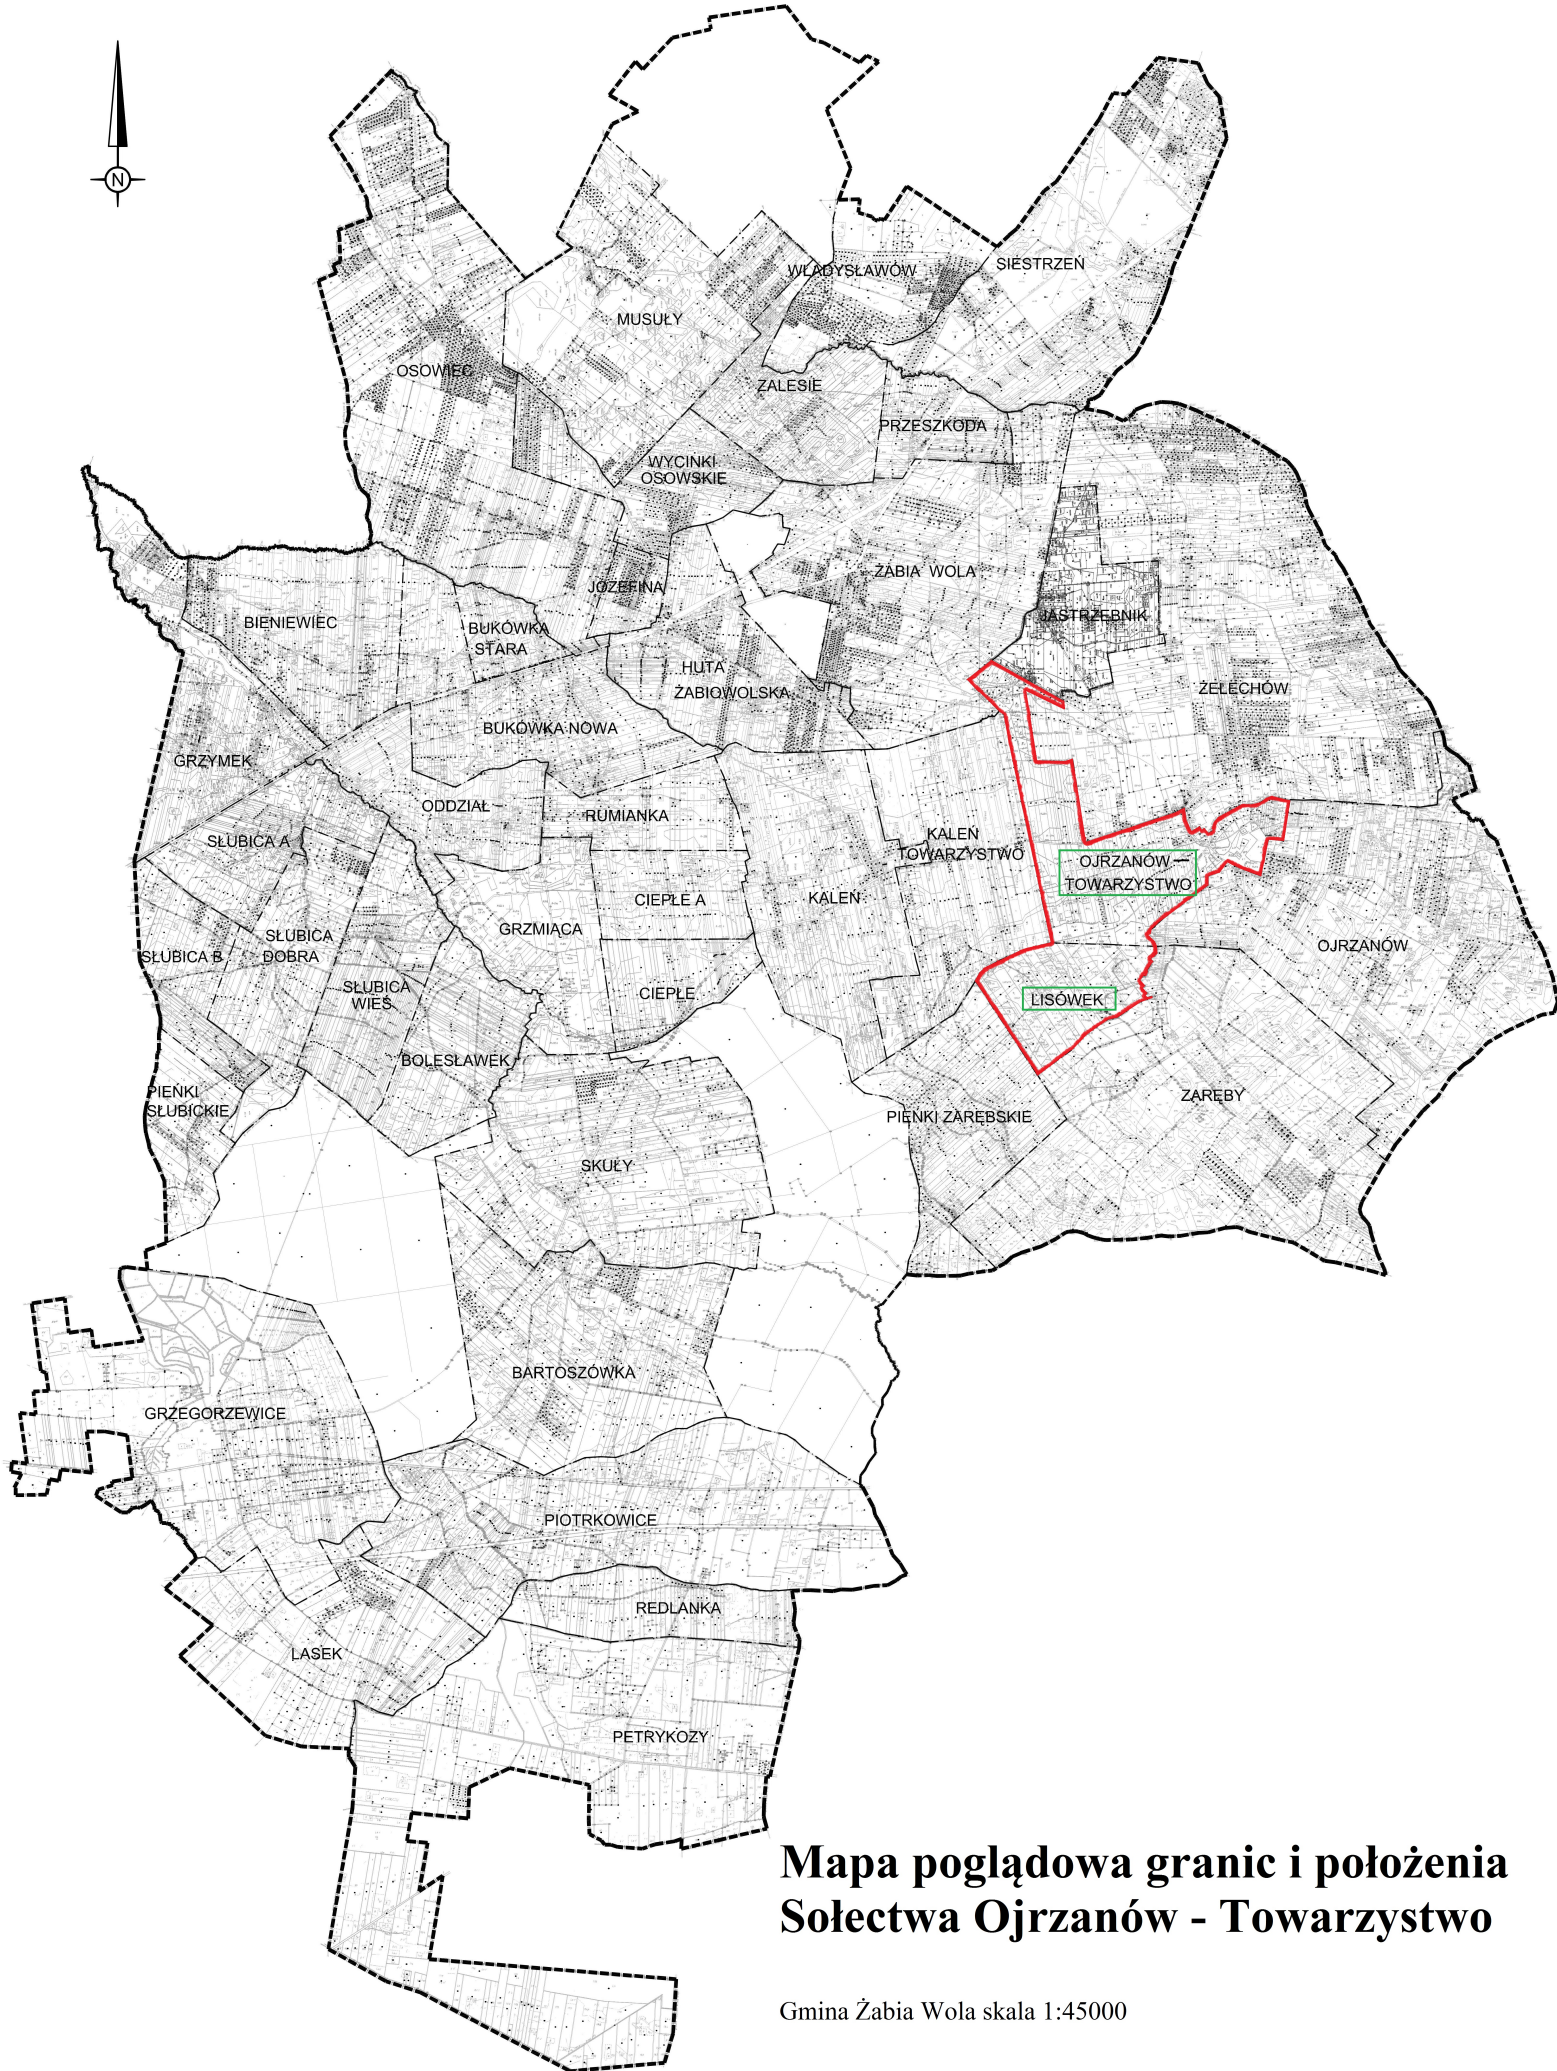 N
WŁADYSŁAWÓW
SIESTRZEŃ
MUSUŁY
OSOWIEC
ZALESIE
PRZESZKODA
WYCINKI
OSOWSKIE
JÓZEFINA
ŻABIA WOLA
JASTRZĘBNIK
BIENIEWIEC
BUKÓWKA
STARA
HUTA
ŻABIOWOLSKA
ŻELECHÓW
BUKÓWKA NOWA
GRZYMEK
ODDZIAŁ
RUMIANKA
SŁUBICA A
KALEŃ
TOWARZYSTWO
OJRZANÓW –
TOWARZYSTWO
CIEPŁE A
KALEŃ
GRZMIĄCA
SŁUBICA
DOBRA
SŁUBICA B
OJRZANÓW
SŁUBICA
WIEŚ
CIEPŁE
LISÓWEK
BOLESŁAWEK
PIEŃKI
SŁUBICKIE
ZARĘBY
PIEŃKI ZARĘBSKIE
SKUŁY
BARTOSZÓWKA
GRZEGORZEWICE
PIOTRKOWICE
REDLANKA
LASEK
PETRYKOZY
Mapa poglądowa granic i położenia
Sołectwa Ojrzanów - Towarzystwo
Gmina Żabia Wola skala 1:45000